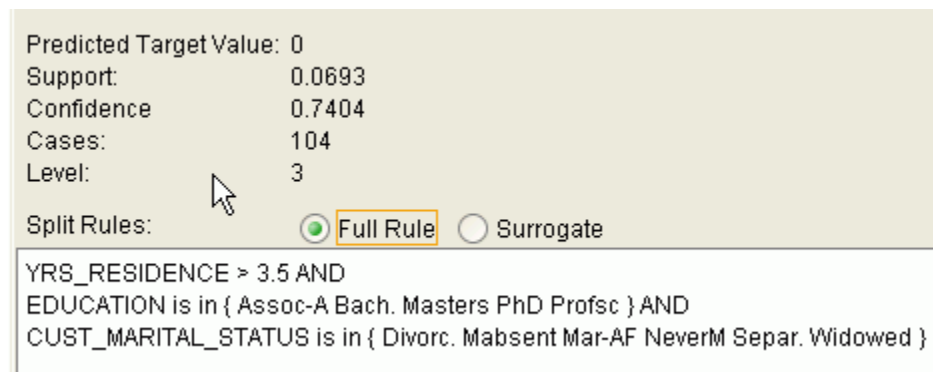 Predicted Target Value: 0
Support: 0.0693
Confidence 0.7404
Cases: 104
Level: 3
Split Rules: Full Rule Surrogate
YRS_RESIDENCE > 3.5 AND
EDUCATION is in { Assoc-A Bach. Masters PhD Profsc } AND
CUST_MARITAL_STATUS is in { Divorc. Mabsent Mar-AF NeverM Separ. Widowed }